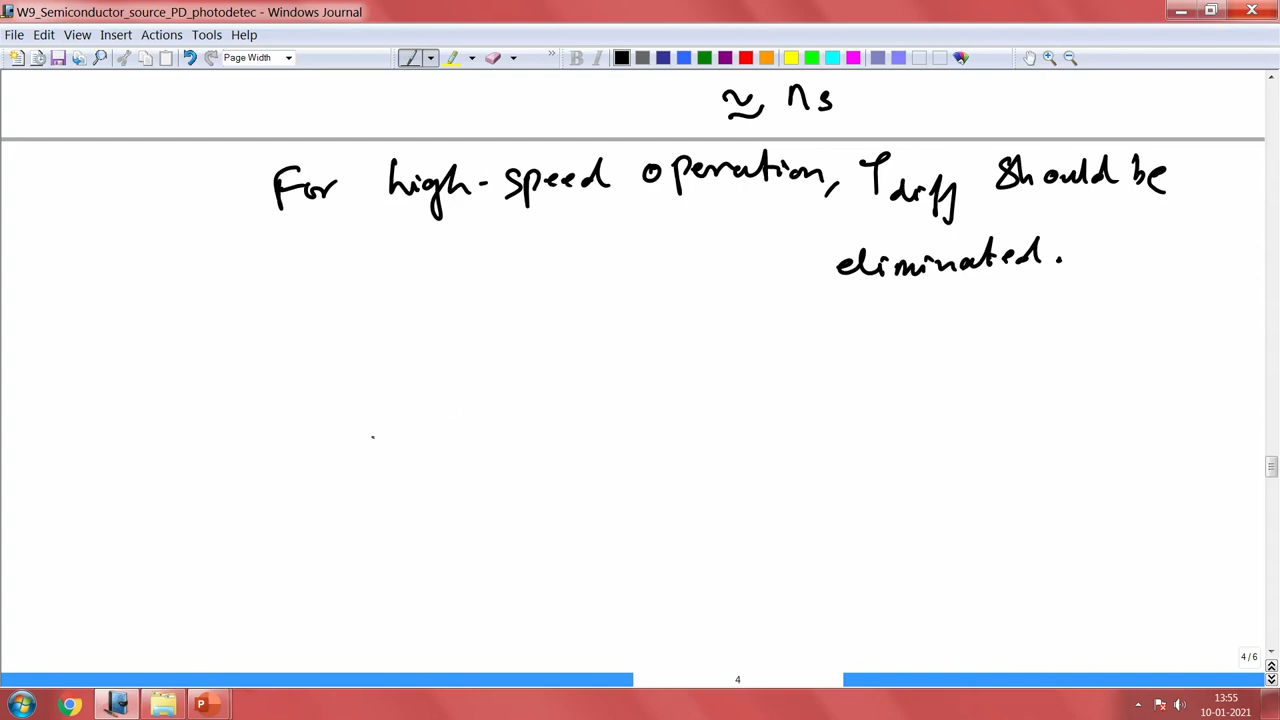 W9_Semiconductor_source_PD_photodetec - Windows Journal
File Edit View Insert Actions Tools Help
Page Width
B I
≈ ns
For high-speed operation, τdiff should be
eliminated.
4/6
4
13:55
10-01-2021